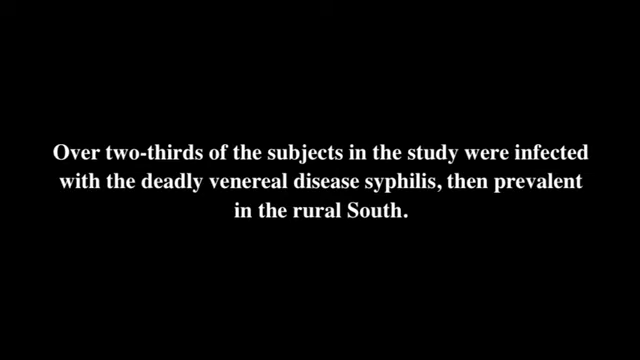 Over two-thirds of the subjects in the study were infected
with the deadly venereal disease syphilis, then prevalent
in the rural South.